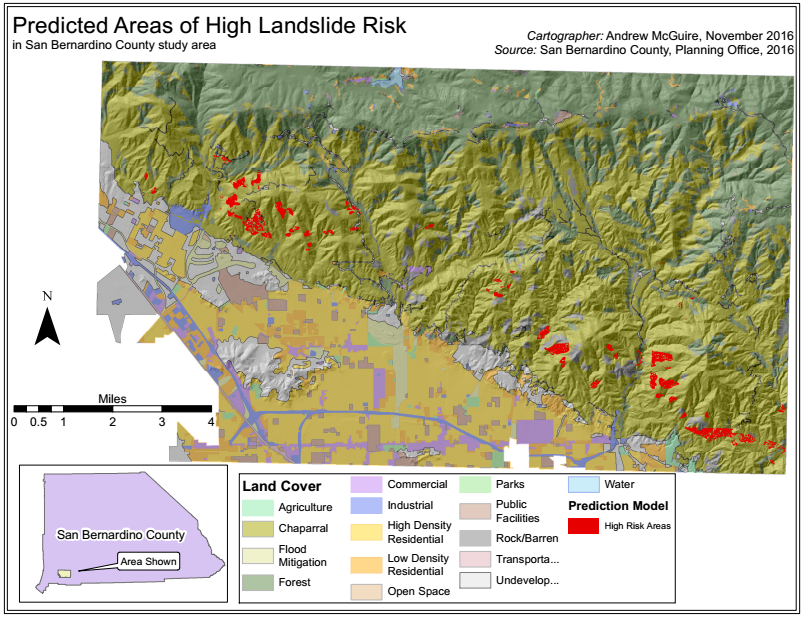 Predicted Areas of High Landslide Risk
in San Bernardino County study area
Cartographer: Andrew McGuire, November 2016
Source: San Bernardino County, Planning Office, 2016
N
Miles
0 0.5 1 2 3 4
San Bernardino County
Area Shown
Land Cover
Agriculture
Chaparral
Flood
Mitigation
Forest
Commercial
Industrial
High Density
Residential
Low Density
Residential
Open Space
Parks
Public
Facilities
Rock/Barren
Transporta...
Undevelop...
Water
Prediction Model
High Risk Areas